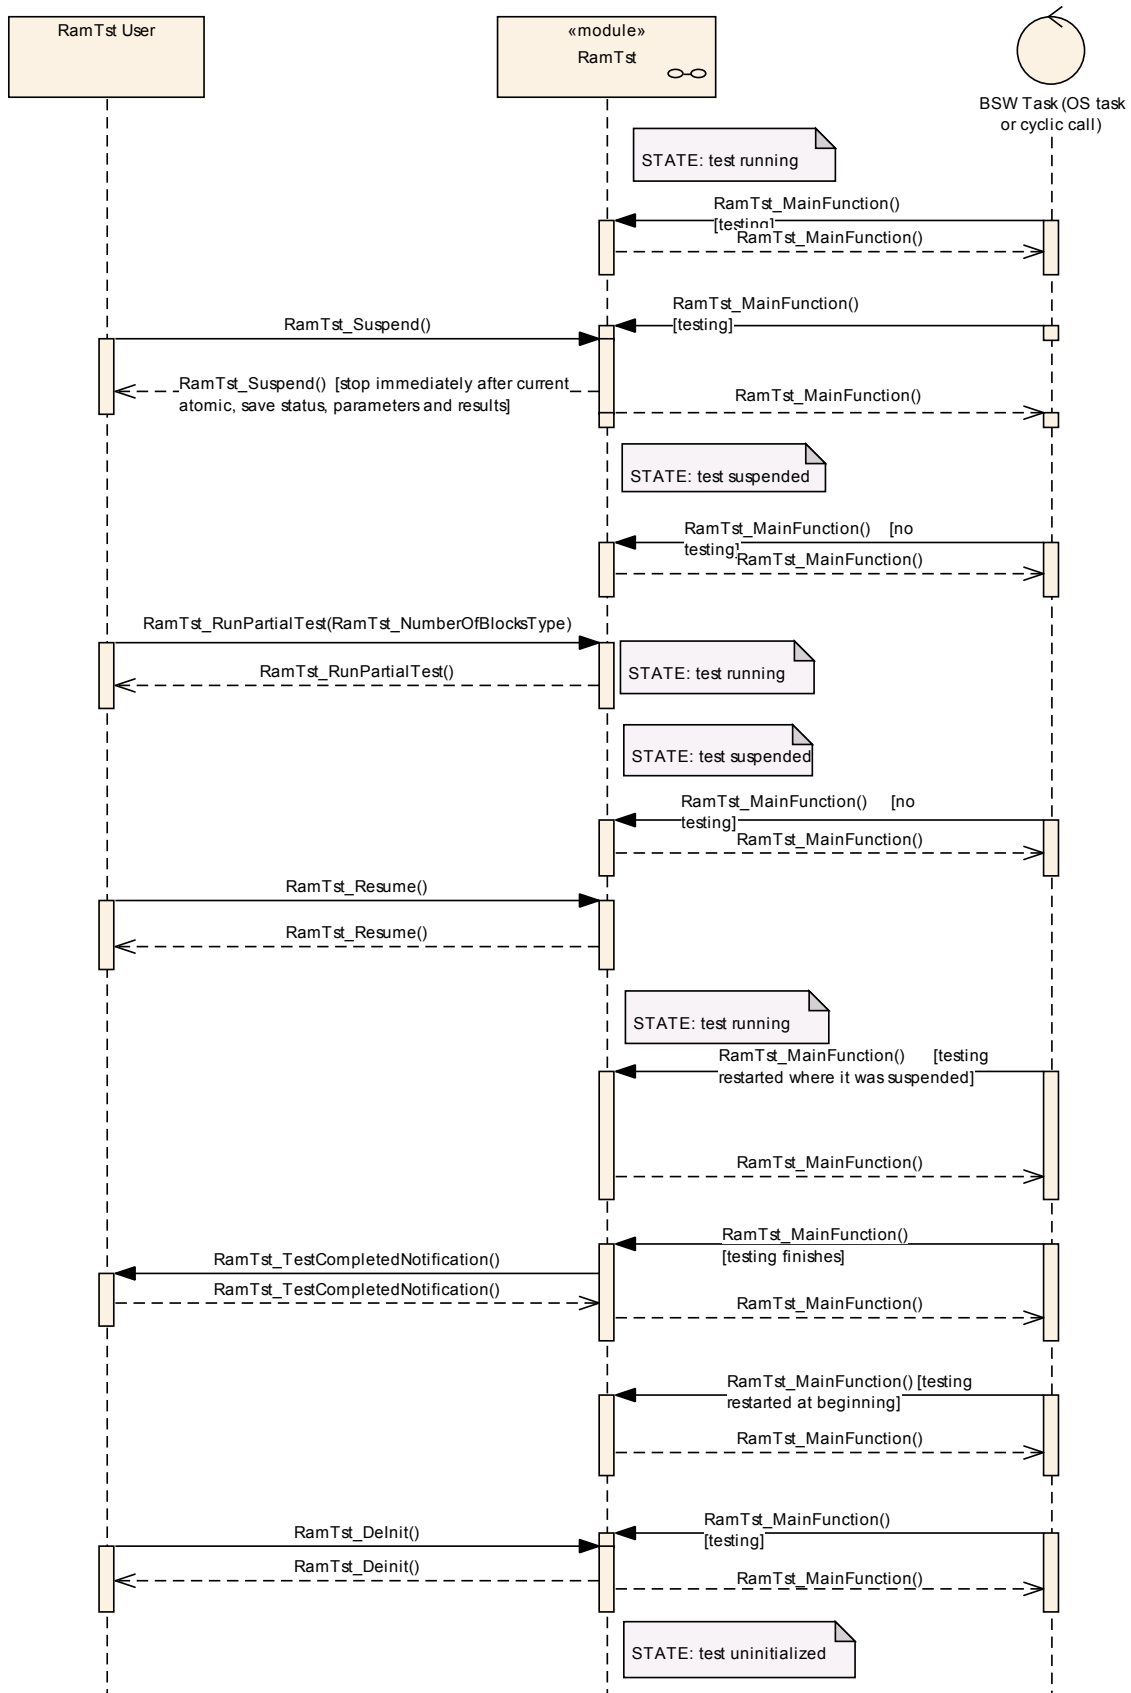 RamTst User
«module»
RamTst
BSW Task (OS task
or cyclic call)
STATE: test running
RamTst_MainFunction()
[testing]
RamTst_MainFunction()
RamTst_MainFunction()
[testing]
RamTst_Suspend()
RamTst_Suspend() [stop immediately after current
atomic, save status, parameters and results]
RamTst_MainFunction()
STATE: test suspended
RamTst_MainFunction() [no
testing]
RamTst_MainFunction()
RamTst_RunPartialTest(RamTst_NumberOfBlocksType)
RamTst_RunPartialTest()
STATE: test running
STATE: test suspended
RamTst_MainFunction() [no
testing]
RamTst_MainFunction()
RamTst_Resume()
RamTst_Resume()
STATE: test running
RamTst_MainFunction() [testing
restarted where it was suspended]
RamTst_MainFunction()
RamTst_MainFunction()
[testing finishes]
RamTst_TestCompletedNotification()
RamTst_TestCompletedNotification()
RamTst_MainFunction()
RamTst_MainFunction() [testing
restarted at beginning]
RamTst_MainFunction()
RamTst_MainFunction()
[testing]
RamTst_DeInit()
RamTst_Deinit()
RamTst_MainFunction()
STATE: test uninitialized